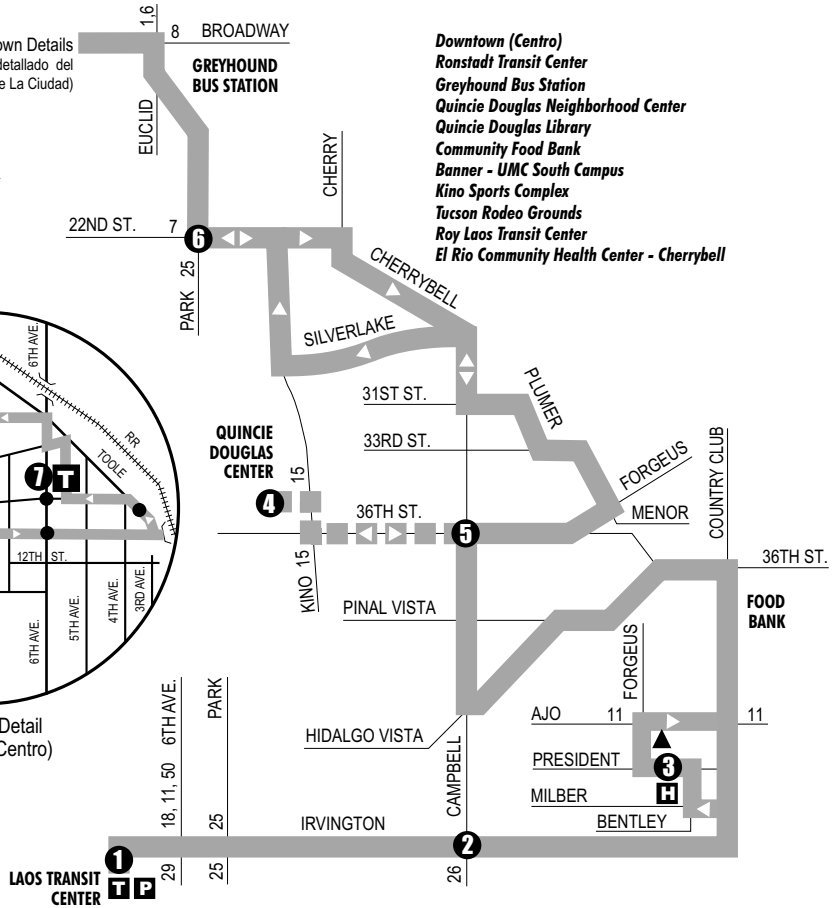 1,6
8 BROADWAY
own Details
detallado del
e La Ciudad)
GREYHOUND
BUS STATION
EUCLID
CHERRY
Downtown (Centro)
Ronstadt Transit Center
Greyhound Bus Station
Quincie Douglas Neighborhood Center
Quincie Douglas Library
Community Food Bank
Banner - UMC South Campus
Kino Sports Complex
Tucson Rodeo Grounds
Roy Laos Transit Center
El Rio Community Health Center - Cherrybell
22ND ST. 7
6
PARK 25
CHERRYBELL
SILVERLAKE
31ST ST.
PLUMER
33RD ST.
FORGEUS
MENOR
COUNTRY CLUB
QUINCIE
DOUGLAS
CENTER
15
4
36TH ST.
5
KINO 15
36TH ST.
FOOD
BANK
PINAL VISTA
HIDALGO VISTA
FORGEUS
AJO 11
11
PRESIDENT
3
H
MILBER
BENTLEY
CAMPBELL
6TH AVE.
RR
TOOLE
7 T
12TH ST.
6TH AVE.
5TH AVE.
4TH AVE.
3RD AVE.
Detail
Centro)
18, 11, 50 6TH AVE.
PARK
25
IRVINGTON
1
2
29
25
26
LAOS TRANSIT
CENTER
T P